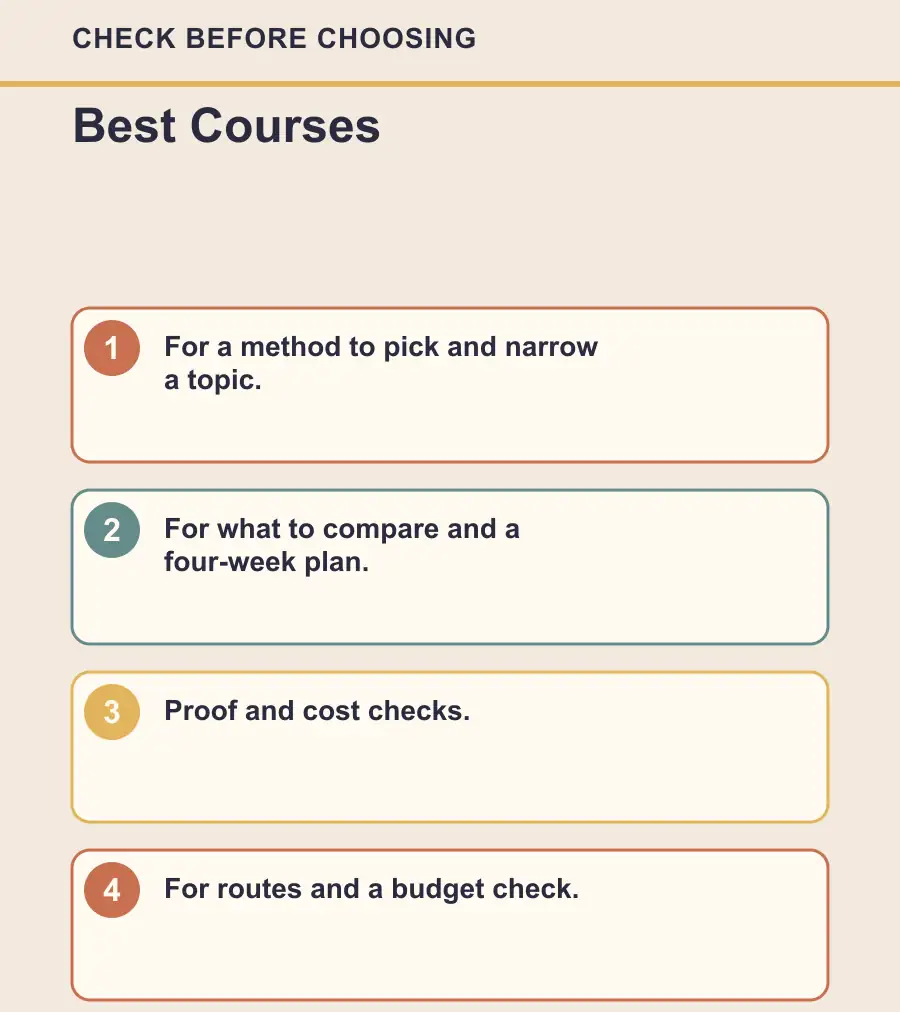 CHECK BEFORE CHOOSING
Best Courses
1
For a method to pick and narrow
a topic.
2
For what to compare and a
four-week plan.
3
Proof and cost checks.
4
For routes and a budget check.